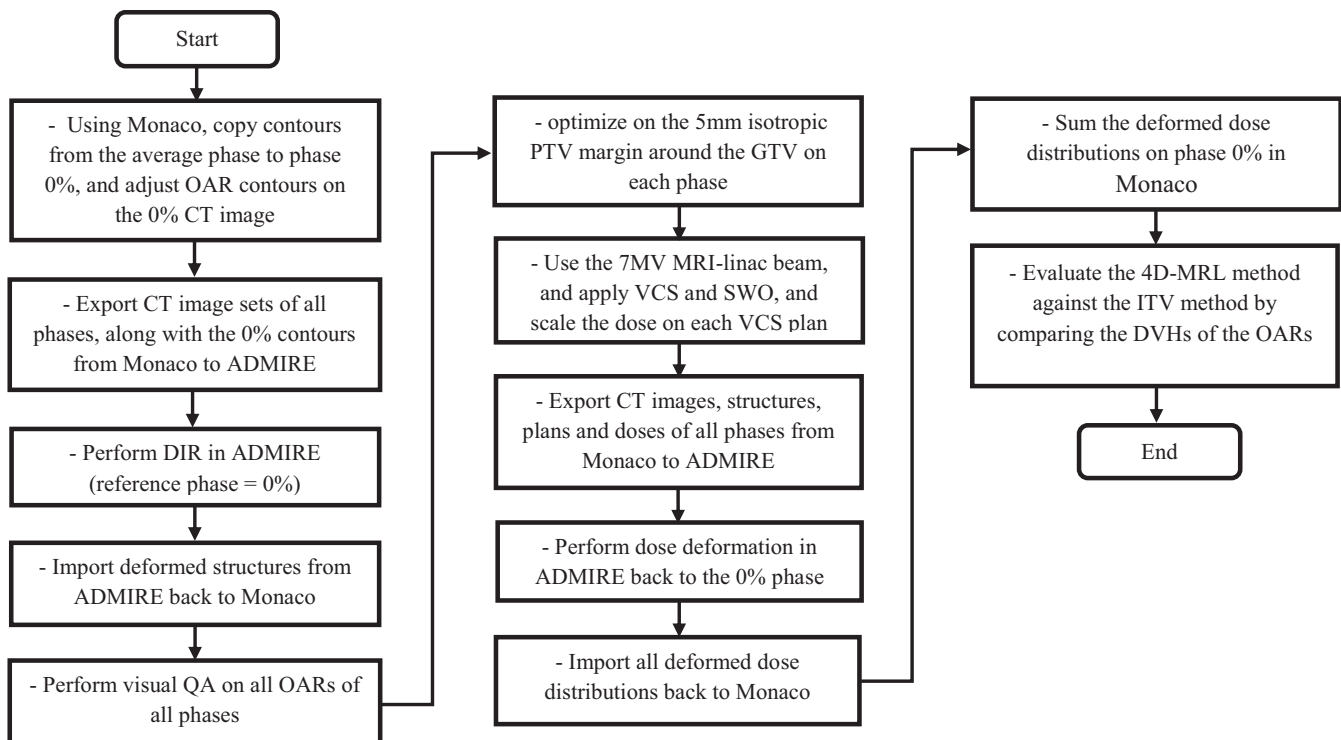 Start
- Using Monaco, copy contours
from the average phase to phase
0%, and adjust OAR contours on
the 0% CT image
- Export CT image sets of all
phases, along with the 0% contours
from Monaco to ADMIRE
- Perform DIR in ADMIRE
(reference phase = 0%)
- Import deformed structures from
ADMIRE back to Monaco
- Perform visual QA on all OARs of
all phases
- optimize on the 5mm isotropic
PTV margin around the GTV on
each phase
- Use the 7MV MRI-linac beam,
and apply VCS and SWO, and
scale the dose on each VCS plan
- Export CT images, structures,
plans and doses of all phases from
Monaco to ADMIRE
- Perform dose deformation in
ADMIRE back to the 0% phase
- Import all deformed dose
distributions back to Monaco
- Sum the deformed dose
distributions on phase 0% in
Monaco
- Evaluate the 4D-MRL method
against the ITV method by
comparing the DVHs of the OARs
End